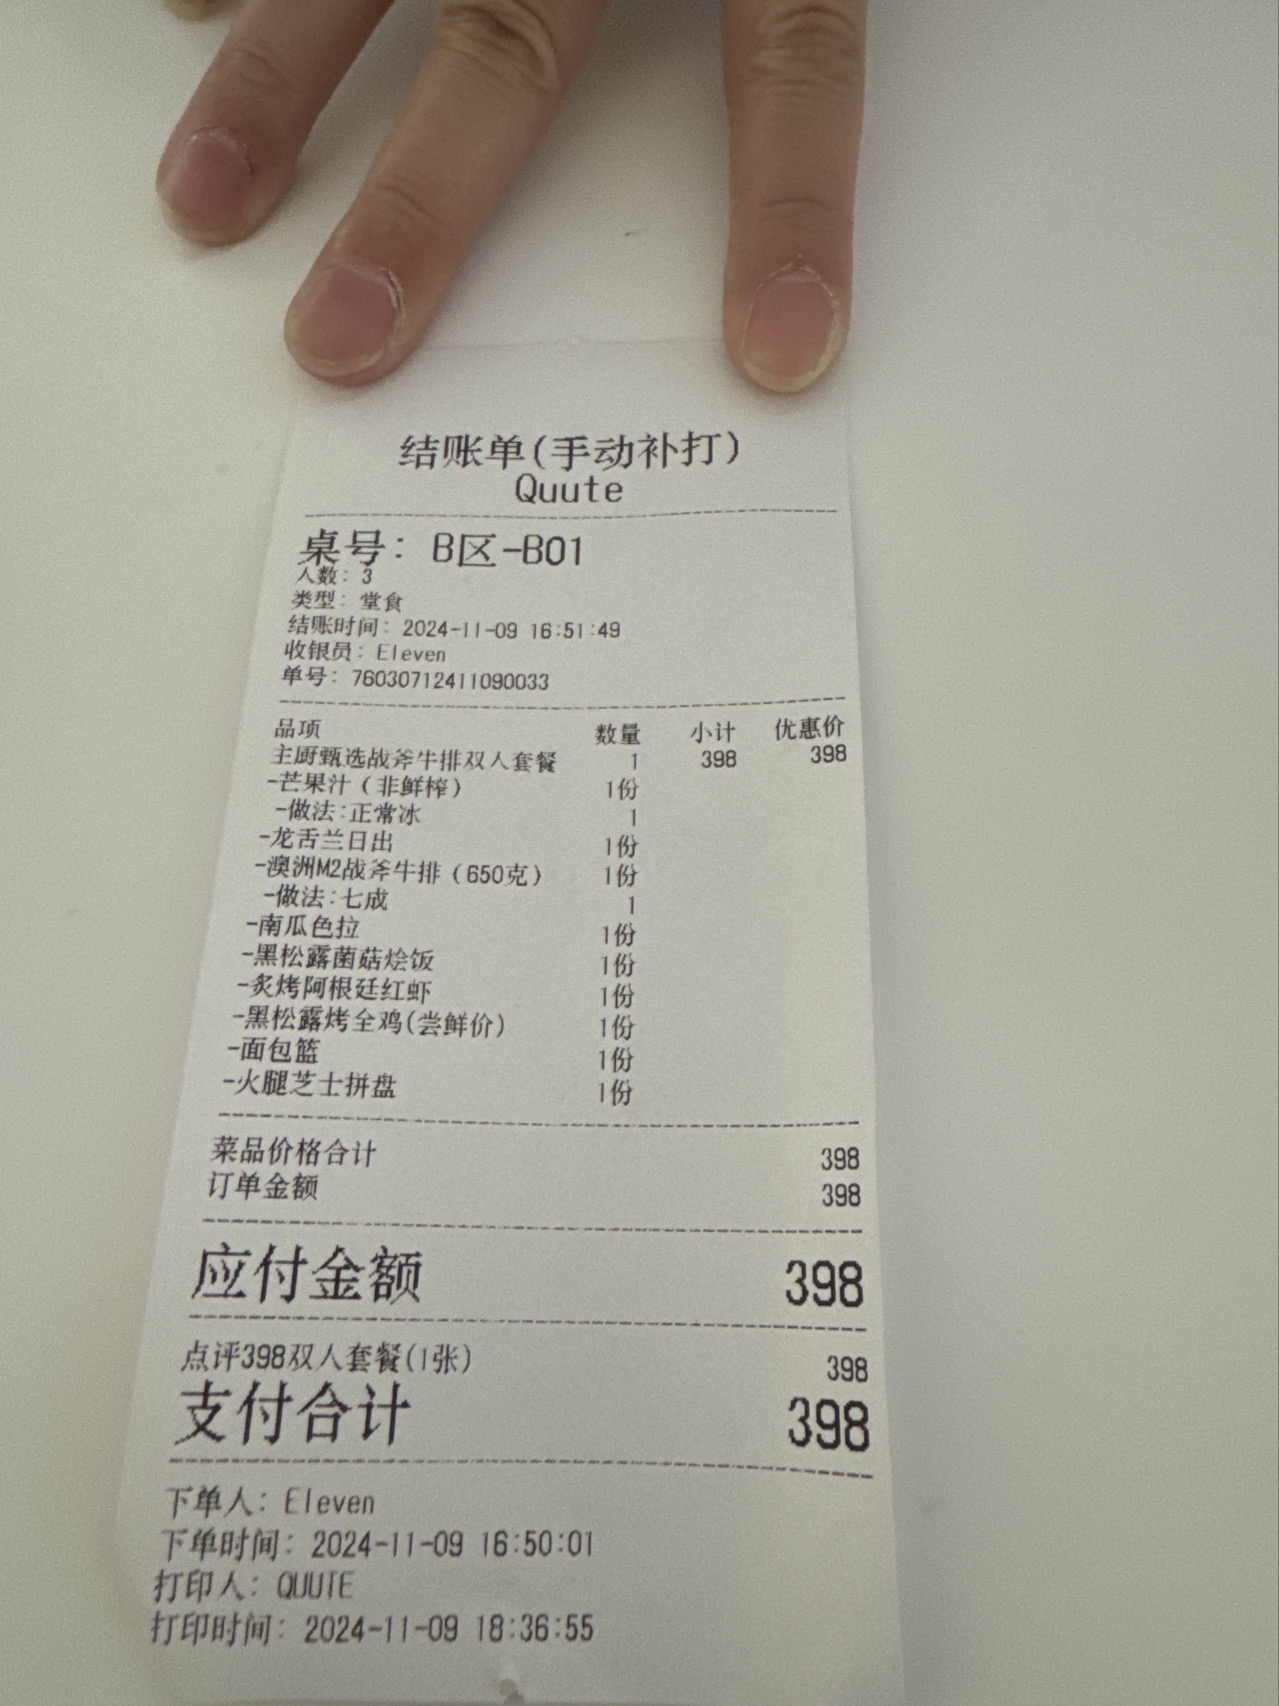 结账单(手动补打)
Quute
桌号: B区-B01
人数: 3
类型: 堂食
结账时间: 2024-11-09 16:51:49
收银员: Eleven
单号: 76030712411090033
品项 数量 小计 优惠价
主厨甄选战斧牛排双人套餐 1 398 398
-芒果汁(非鲜榨) 1份
-做法:正常冰 1
-龙舌兰日出 1份
-澳洲M2战斧牛排(650克) 1份
-做法:七成 1
-南瓜色拉 1份
-黑松露菌菇烩饭 1份
-炙烤阿根廷红虾 1份
-黑松露烤全鸡(尝鲜价) 1份
-面包篮 1份
-火腿芝士拼盘 1份
菜品价格合计 398
订单金额 398
应付金额 398
点评398双人套餐(1张) 398
支付合计 398
下单人: Eleven
下单时间: 2024-11-09 16:50:01
打印人: QUUTE
打印时间: 2024-11-09 18:36:55